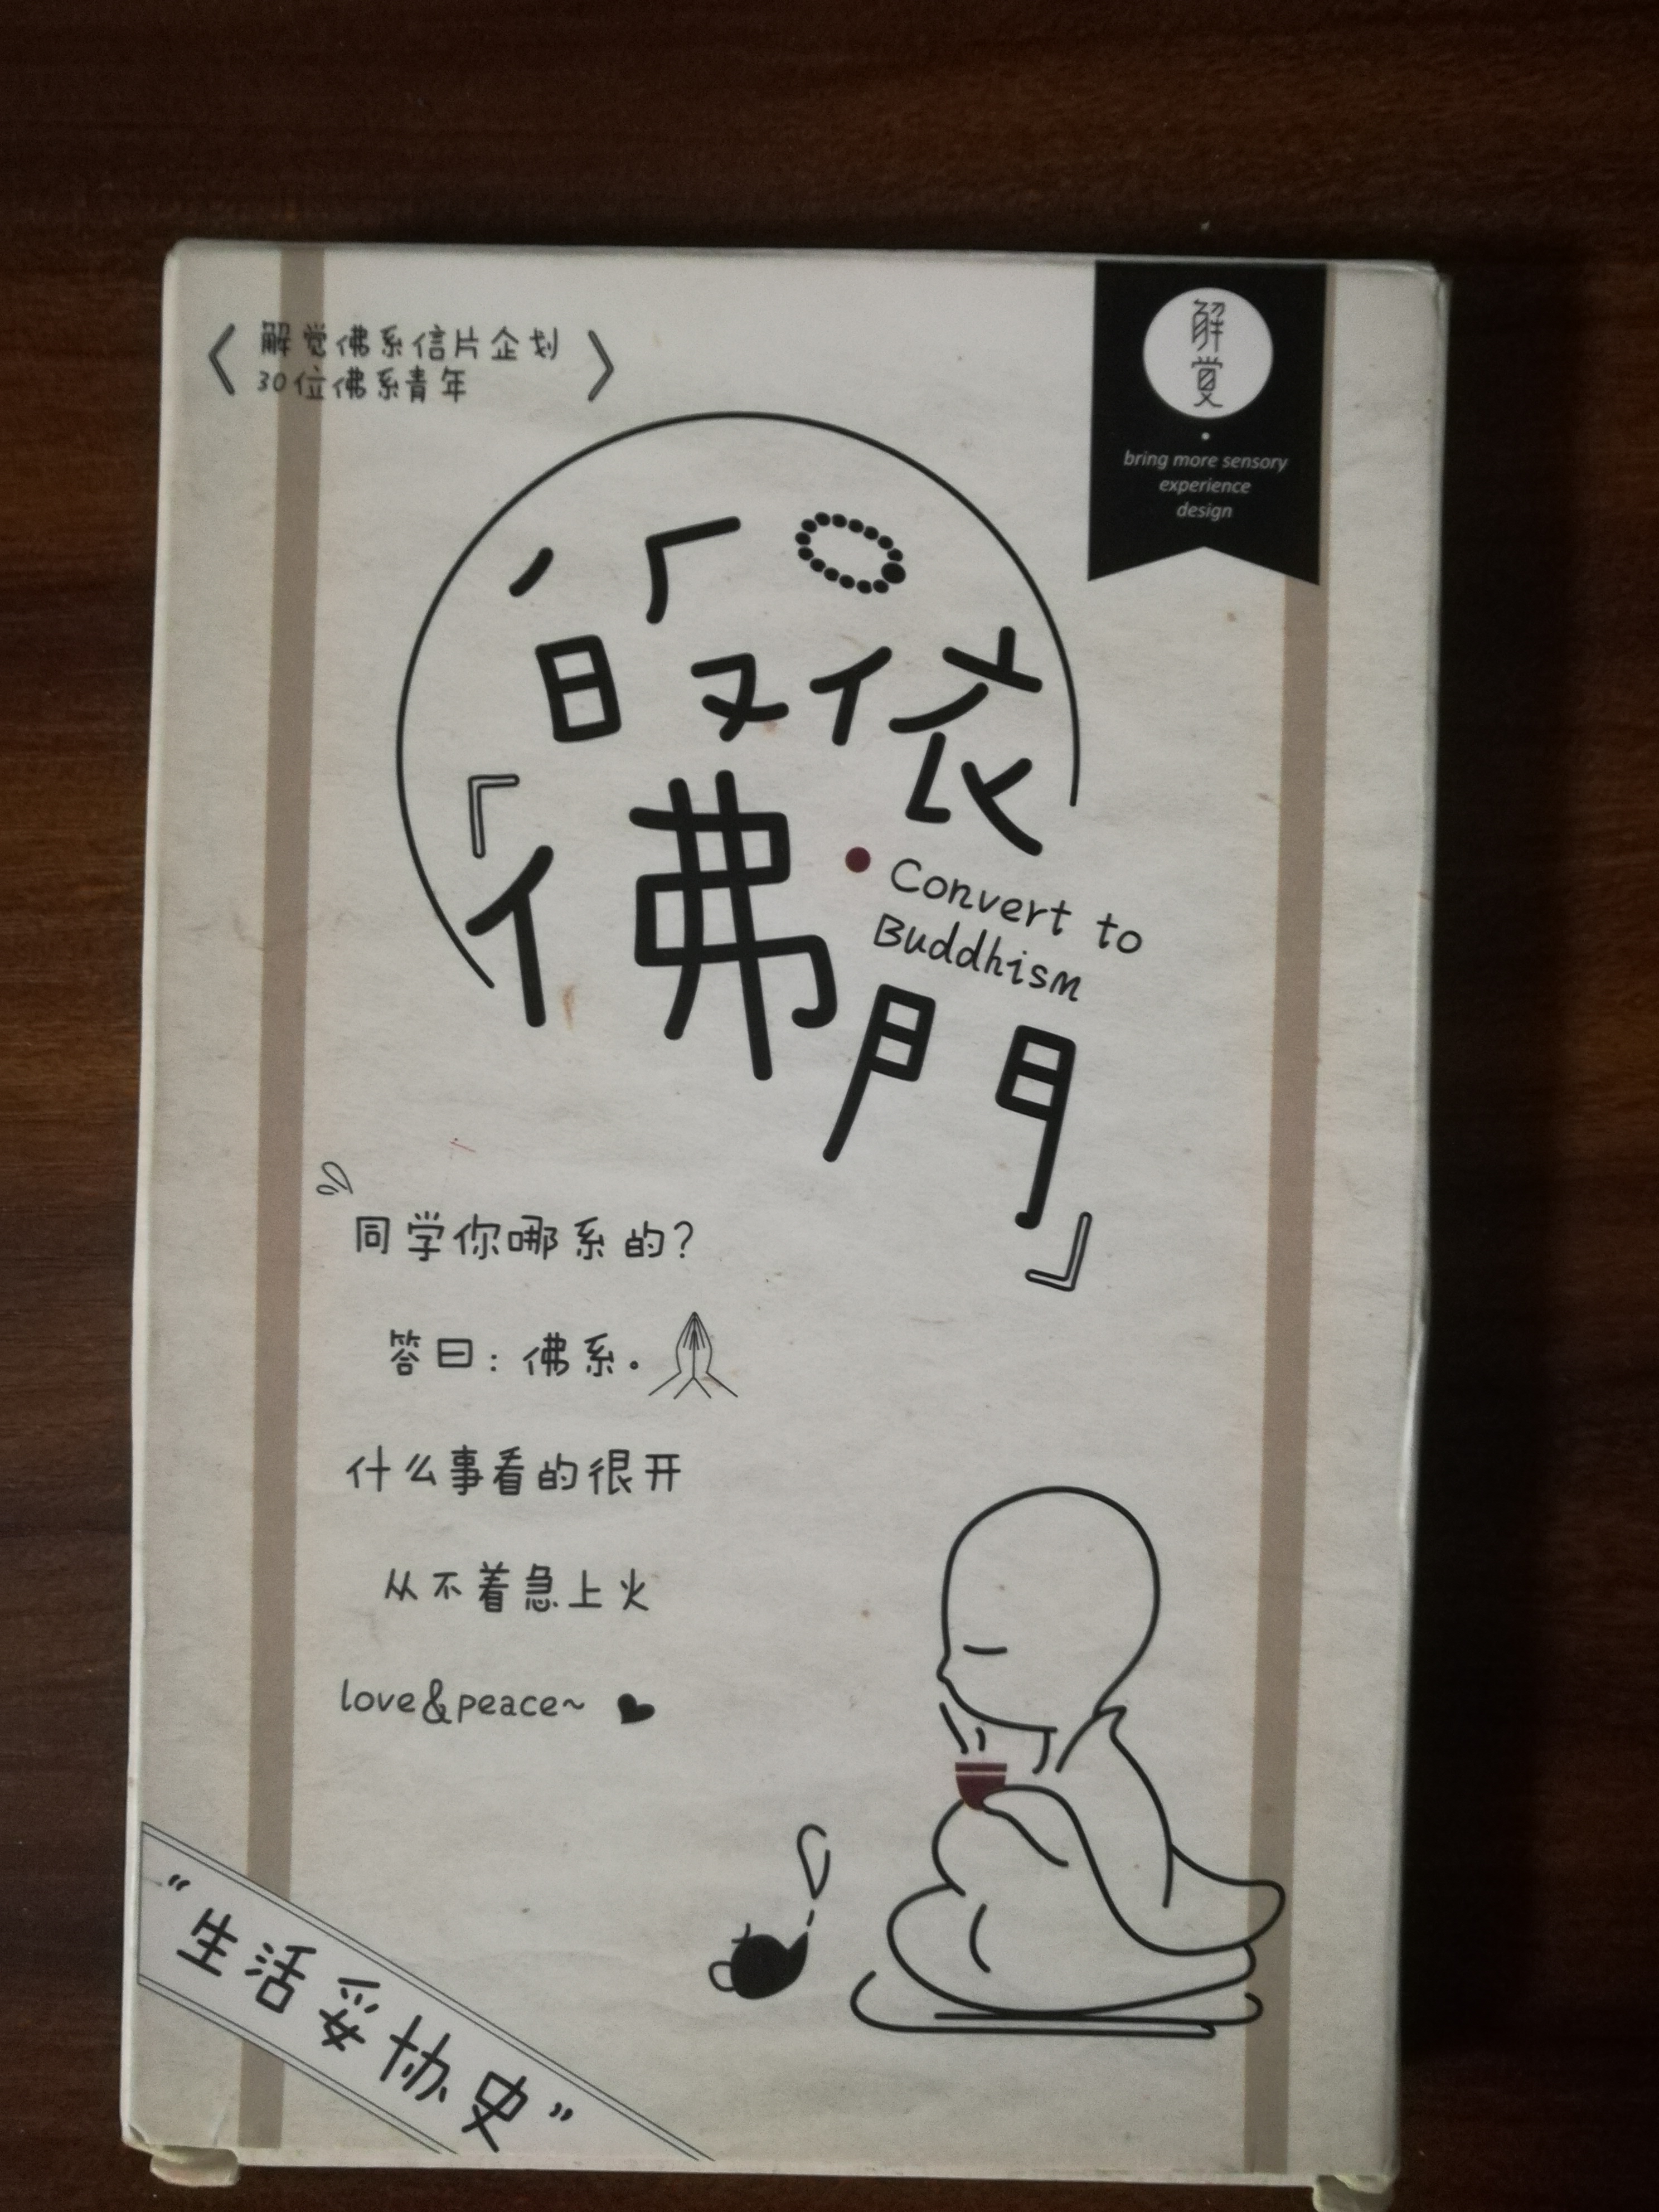 解觉佛系信片企划
30位佛系青年
解覚
bring more sensory
experience
design
皈依
『佛門』
Convert to
Buddhism
同学你哪系的?
答曰:佛系。
什么事看的很开
从不着急上火
love&peace~
“生活妥协史”